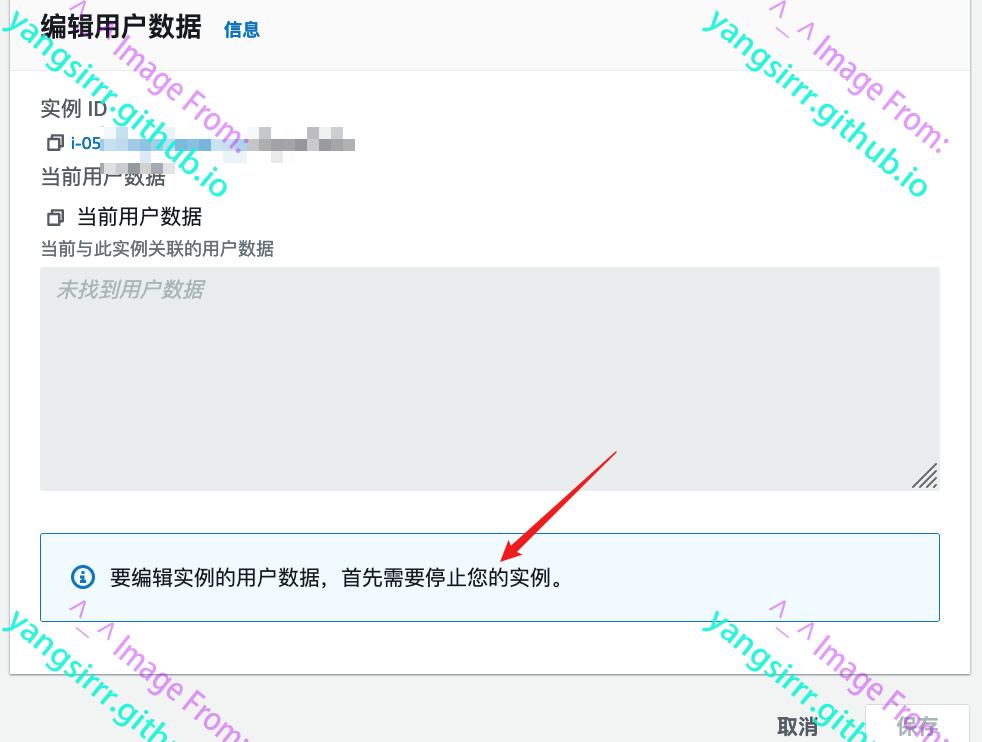 编辑用户数据 信息
实例 ID
i-05
当前用户数据
当前用户数据
当前与此实例关联的用户数据
未找到用户数据
要编辑实例的用户数据，首先需要停止您的实例。
取消 保存
^_^ Image From:
yangsirrr.github.io
^_^ Image From:
yangsirrr.github.io
^_^ Image From:
yangsirrr.github
^_^ Image From:
yangsirrr.github